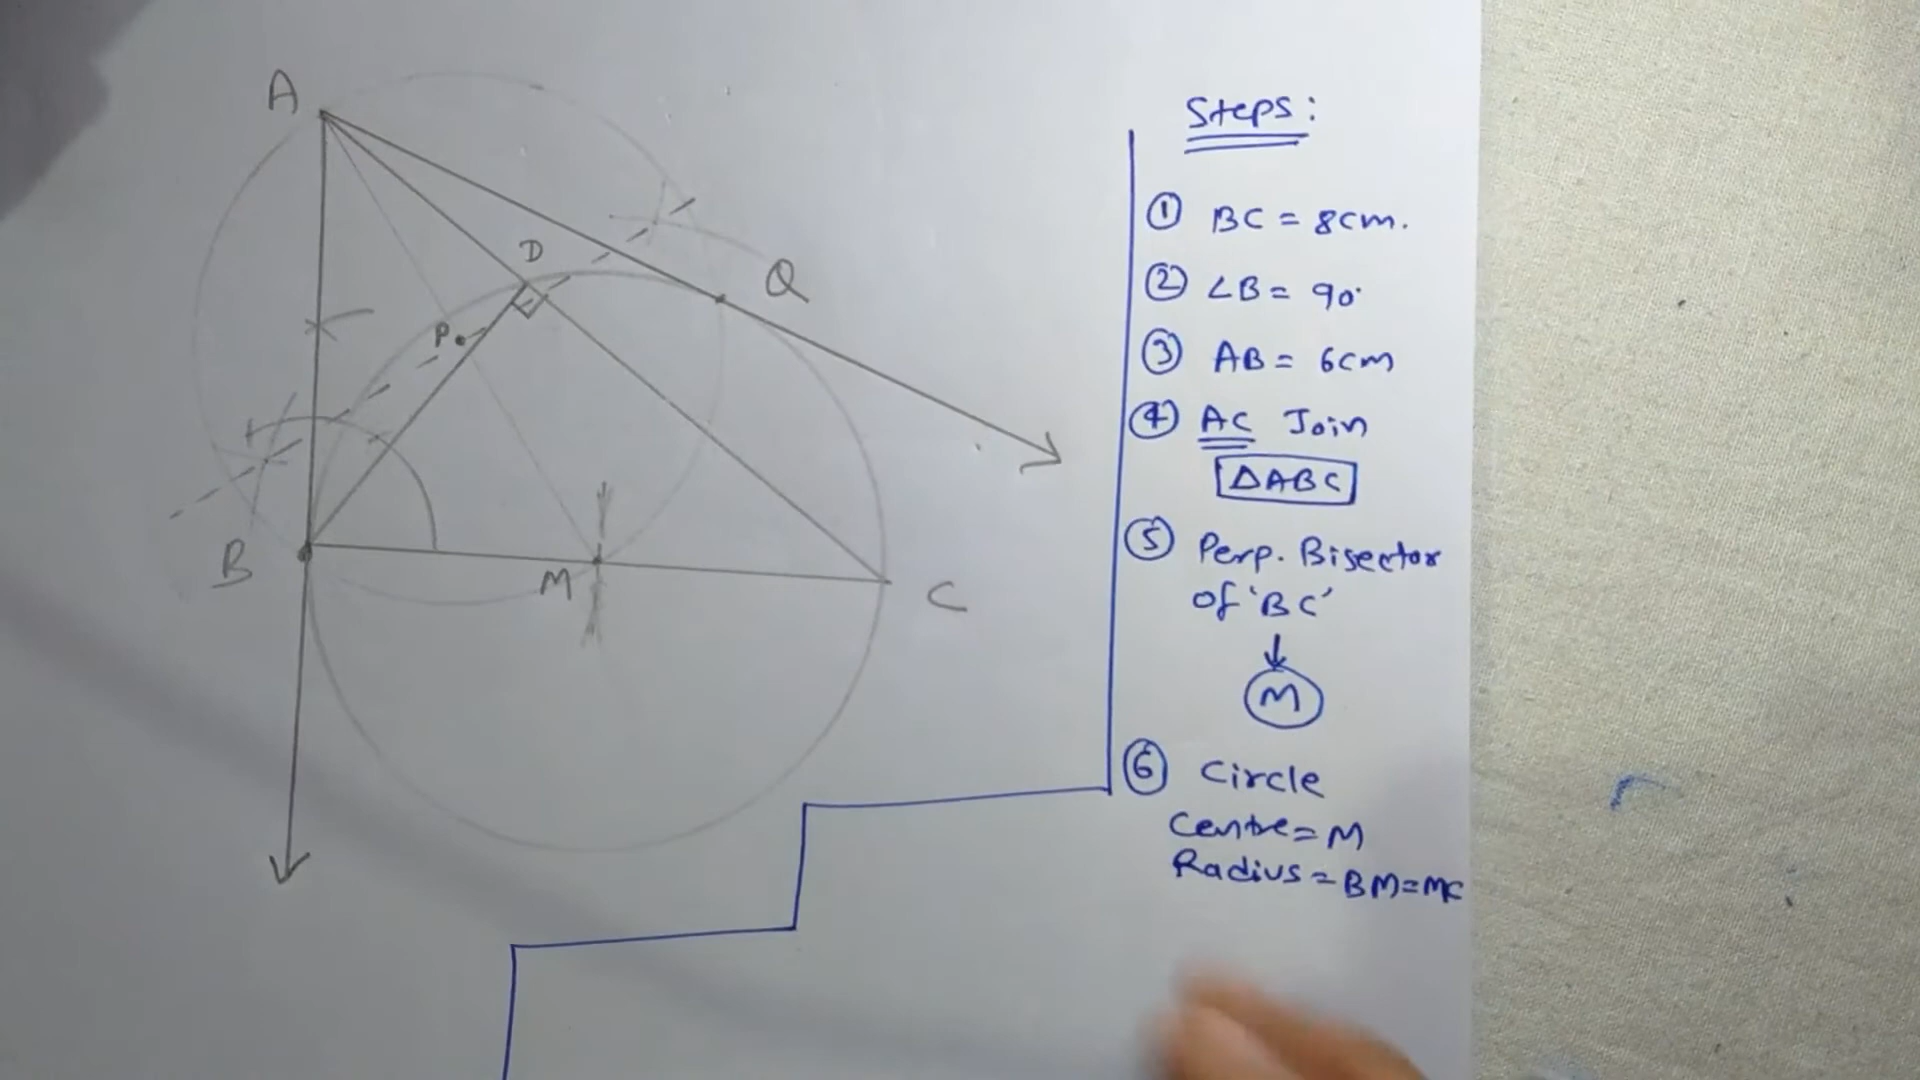 A
D
Q
P.
B
M
C
Steps:
① BC = 8cm.
② ∠B = 90°
③ AB = 6cm
④ AC Join
△ABC
⑤ Perp. Bisector
of 'BC'
↓
M
⑥ Circle
Centre = M
Radius = BM = MC